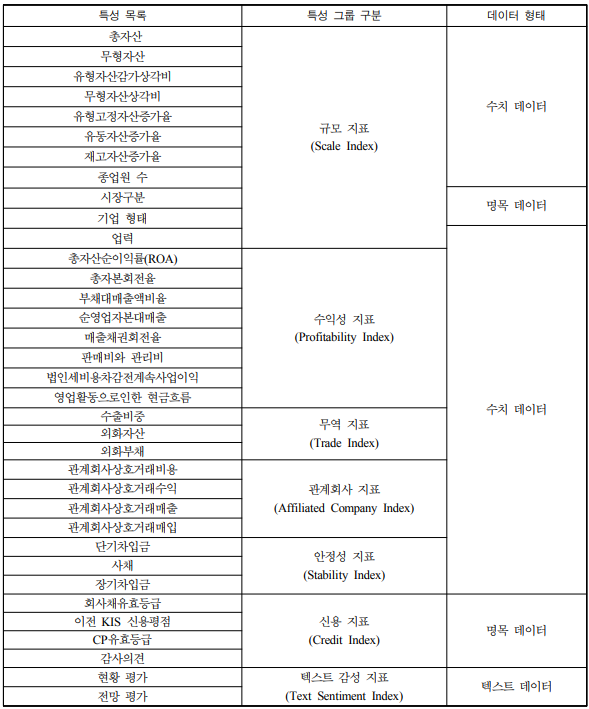 특성 목록 특성 그룹 구분 데이터 형태
총자산
무형자산
유형자산감가상각비
무형자산상각비
유형고정자산증가율
유동자산증가율
재고자산증가율
종업원 수
시장구분
기업 형태
업력
규모 지표
(Scale Index)
수치 데이터
명목 데이터
총자산순이익률(ROA)
총자본회전율
부채대매출액비율
순영업자본대매출
매출채권회전율
판매비와 관리비
법인세비용차감전계속사업이익
영업활동으로인한 현금흐름
수익성 지표
(Profitability Index)
수출비중
외화자산
외화부채
무역 지표
(Trade Index)
수치 데이터
관계회사상호거래비용
관계회사상호거래수익
관계회사상호거래매출
관계회사상호거래매입
관계회사 지표
(Affiliated Company Index)
단기차입금
사채
장기차입금
안정성 지표
(Stability Index)
회사채유효등급
이전 KIS 신용평점
CP유효등급
감사의견
신용 지표
(Credit Index)
명목 데이터
현황 평가
전망 평가
텍스트 감성 지표
(Text Sentiment Index)
텍스트 데이터